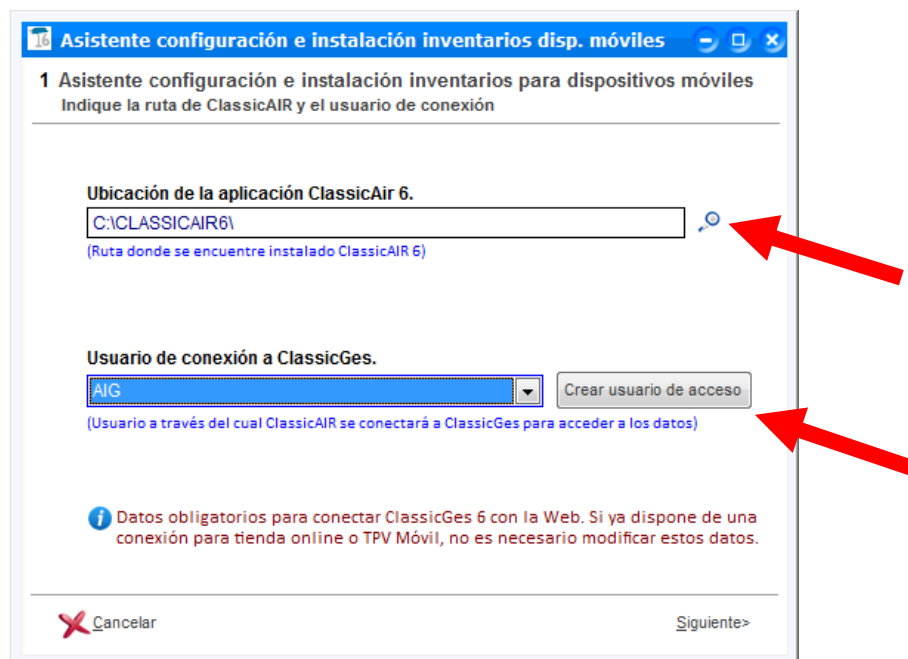 16 Asistente configuración e instalación inventarios disp. móviles
1 Asistente configuración e instalación inventarios para dispositivos móviles
Indique la ruta de ClassicAIR y el usuario de conexión
Ubicación de la aplicación ClassicAir 6.
C:\CLASSICAIR6\
(Ruta donde se encuentre instalado ClassicAIR 6)
Usuario de conexión a ClassicGes.
AIG
Crear usuario de acceso
(Usuario a través del cual ClassicAIR se conectará a ClassicGes para acceder a los datos)
Datos obligatorios para conectar ClassicGes 6 con la Web. Si ya dispone de una
conexión para tienda online o TPV Móvil, no es necesario modificar estos datos.
Cancelar
Siguiente>